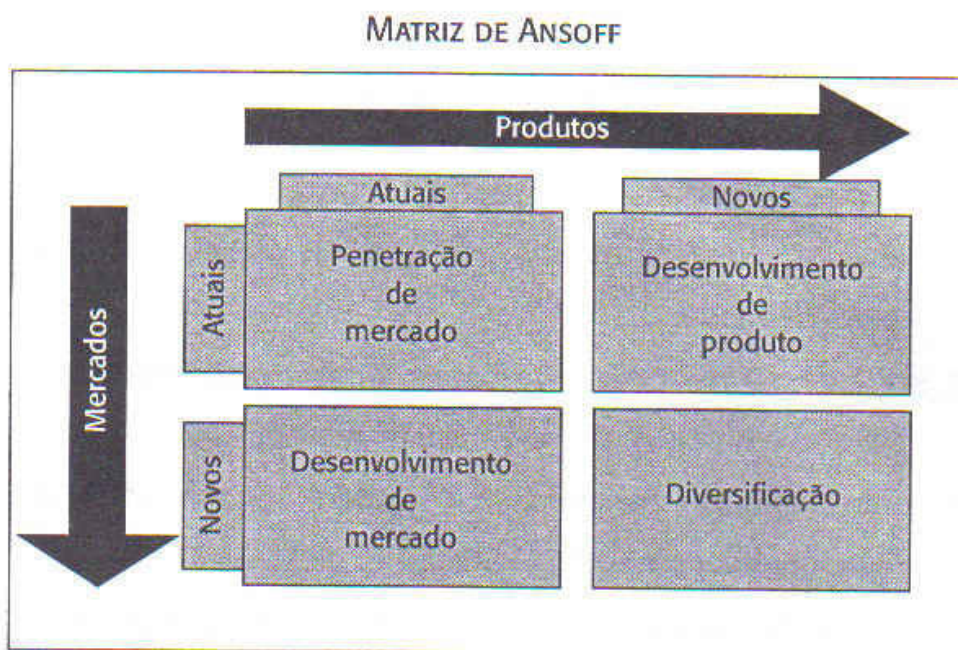 MATRIZ DE ANSOFF
Produtos
Atuais
Novos
Mercados
Atuais
Penetração
de
mercado
Desenvolvimento
de
produto
Novos
Desenvolvimento
de
mercado
Diversificação